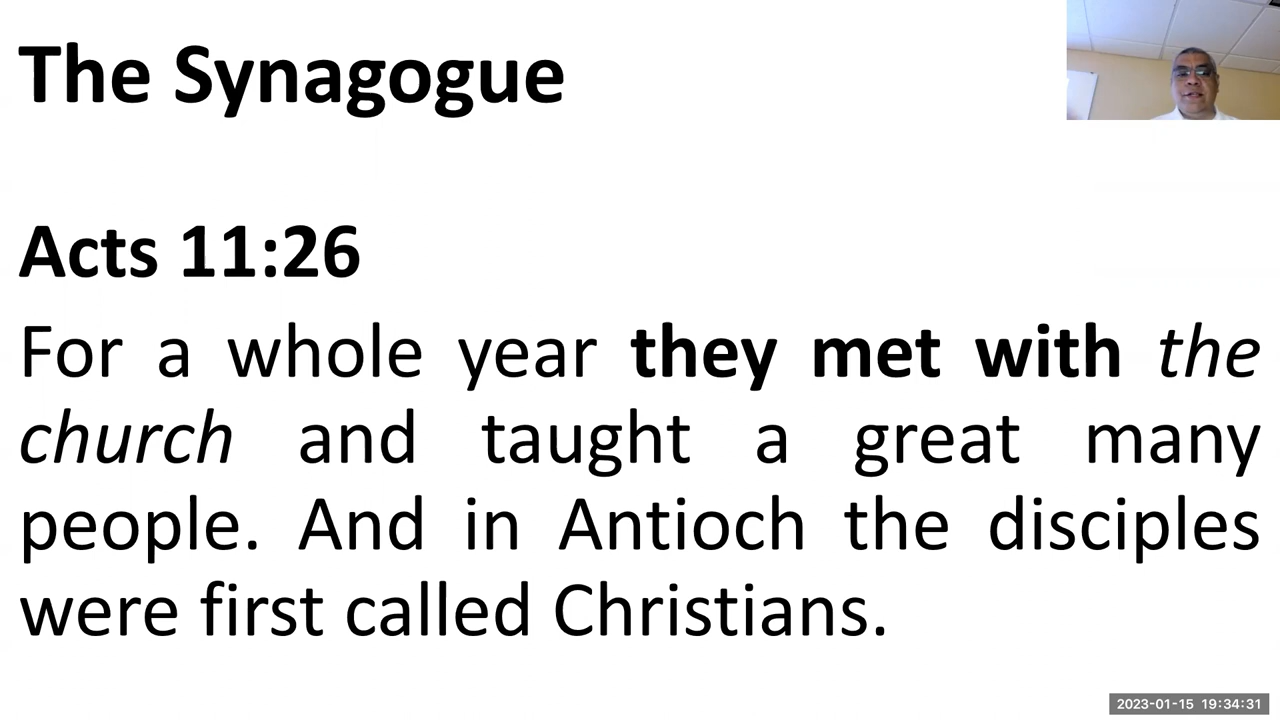 The Synagogue
Acts 11:26
For a whole year they met with the
church and taught a great many
people. And in Antioch the disciples
were first called Christians.
2023-01-15 19:34:31